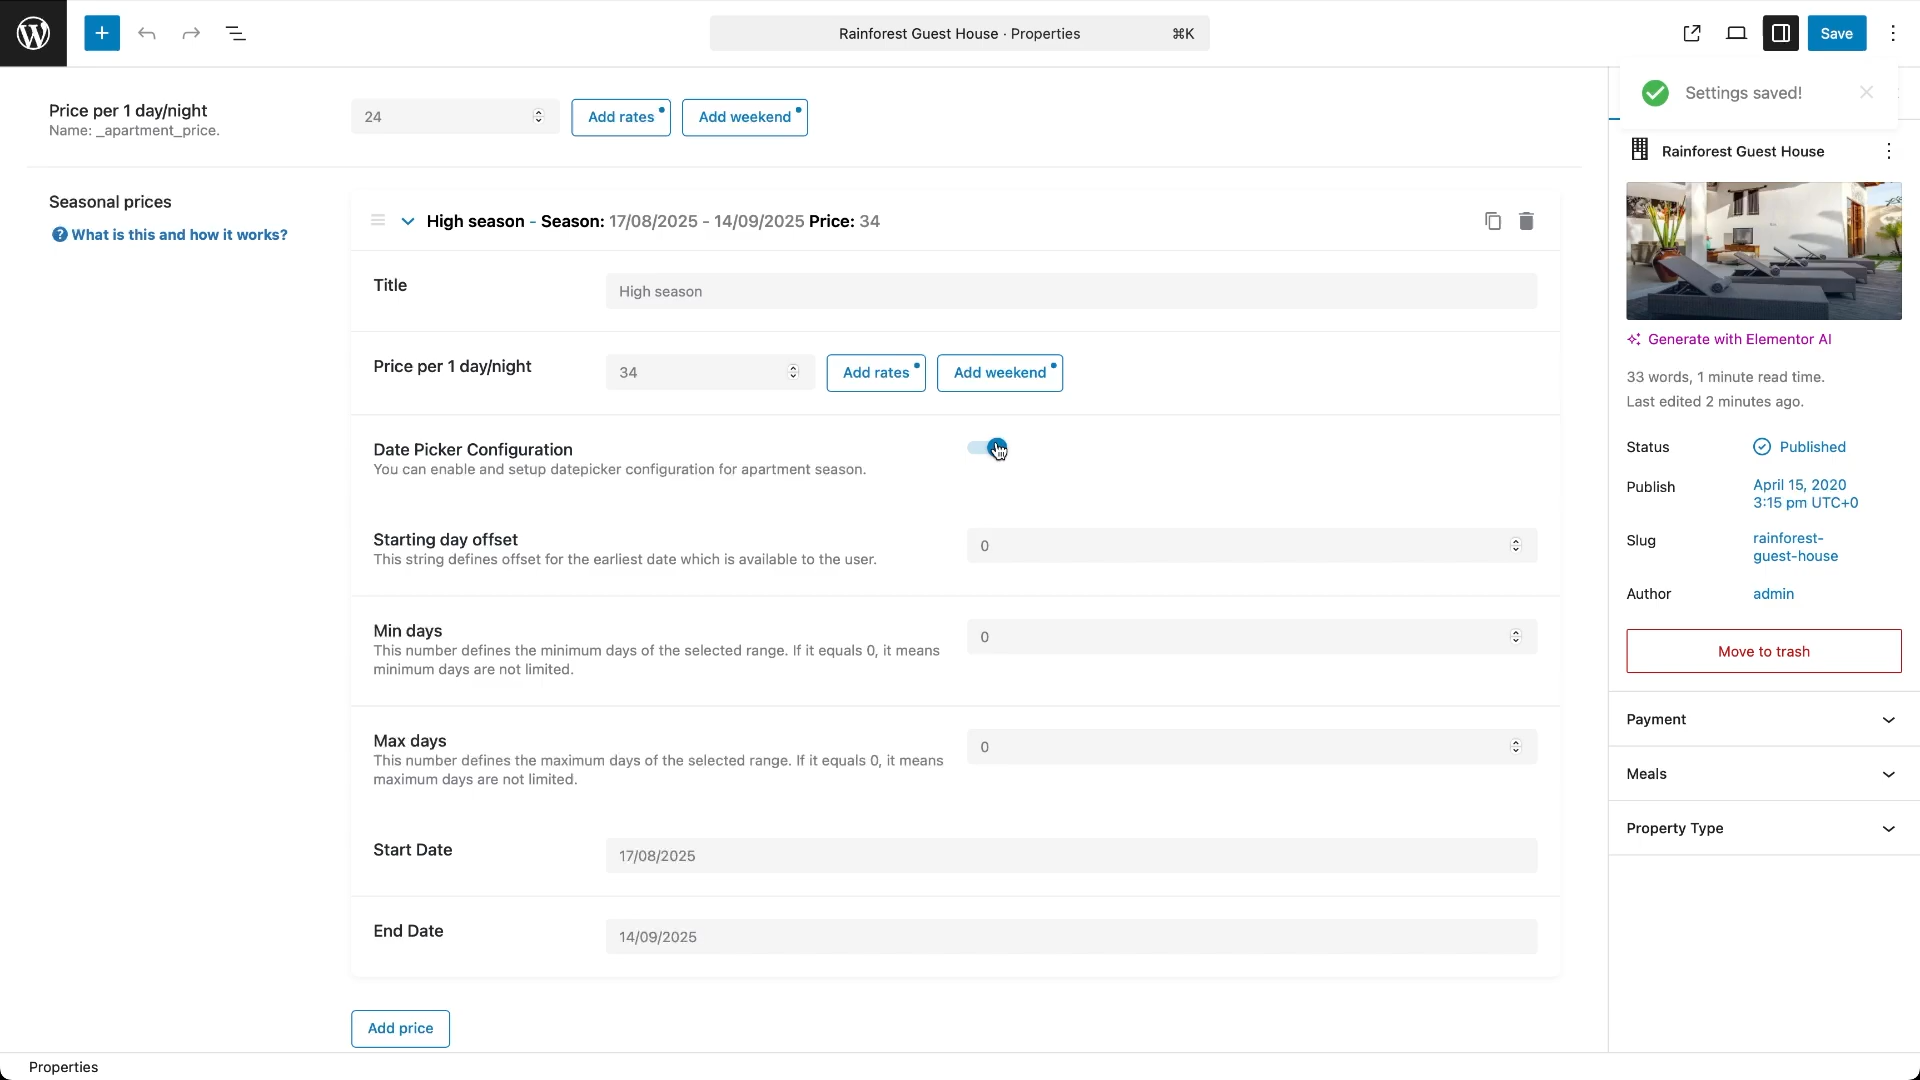 Rainforest Guest House · Properties ⌘K
Save
Settings saved!
Price per 1 day/night
Name: _apartment_price.
24
Add rates
Add weekend
Seasonal prices
What is this and how it works?
High season - Season: 17/08/2025 - 14/09/2025 Price: 34
Title
High season
Price per 1 day/night
34
Add rates
Add weekend
Date Picker Configuration
You can enable and setup datepicker configuration for apartment season.
Starting day offset
This string defines offset for the earliest date which is available to the user.
0
Min days
This number defines the minimum days of the selected range. If it equals 0, it means
minimum days are not limited.
0
Max days
This number defines the maximum days of the selected range. If it equals 0, it means
maximum days are not limited.
0
Start Date
17/08/2025
End Date
14/09/2025
Add price
Rainforest Guest House
Generate with Elementor AI
33 words, 1 minute read time.
Last edited 2 minutes ago.
Status
Published
Publish
April 15, 2020
3:15 pm UTC+0
Slug
rainforest-
guest-house
Author
admin
Move to trash
Payment
Meals
Property Type
Properties